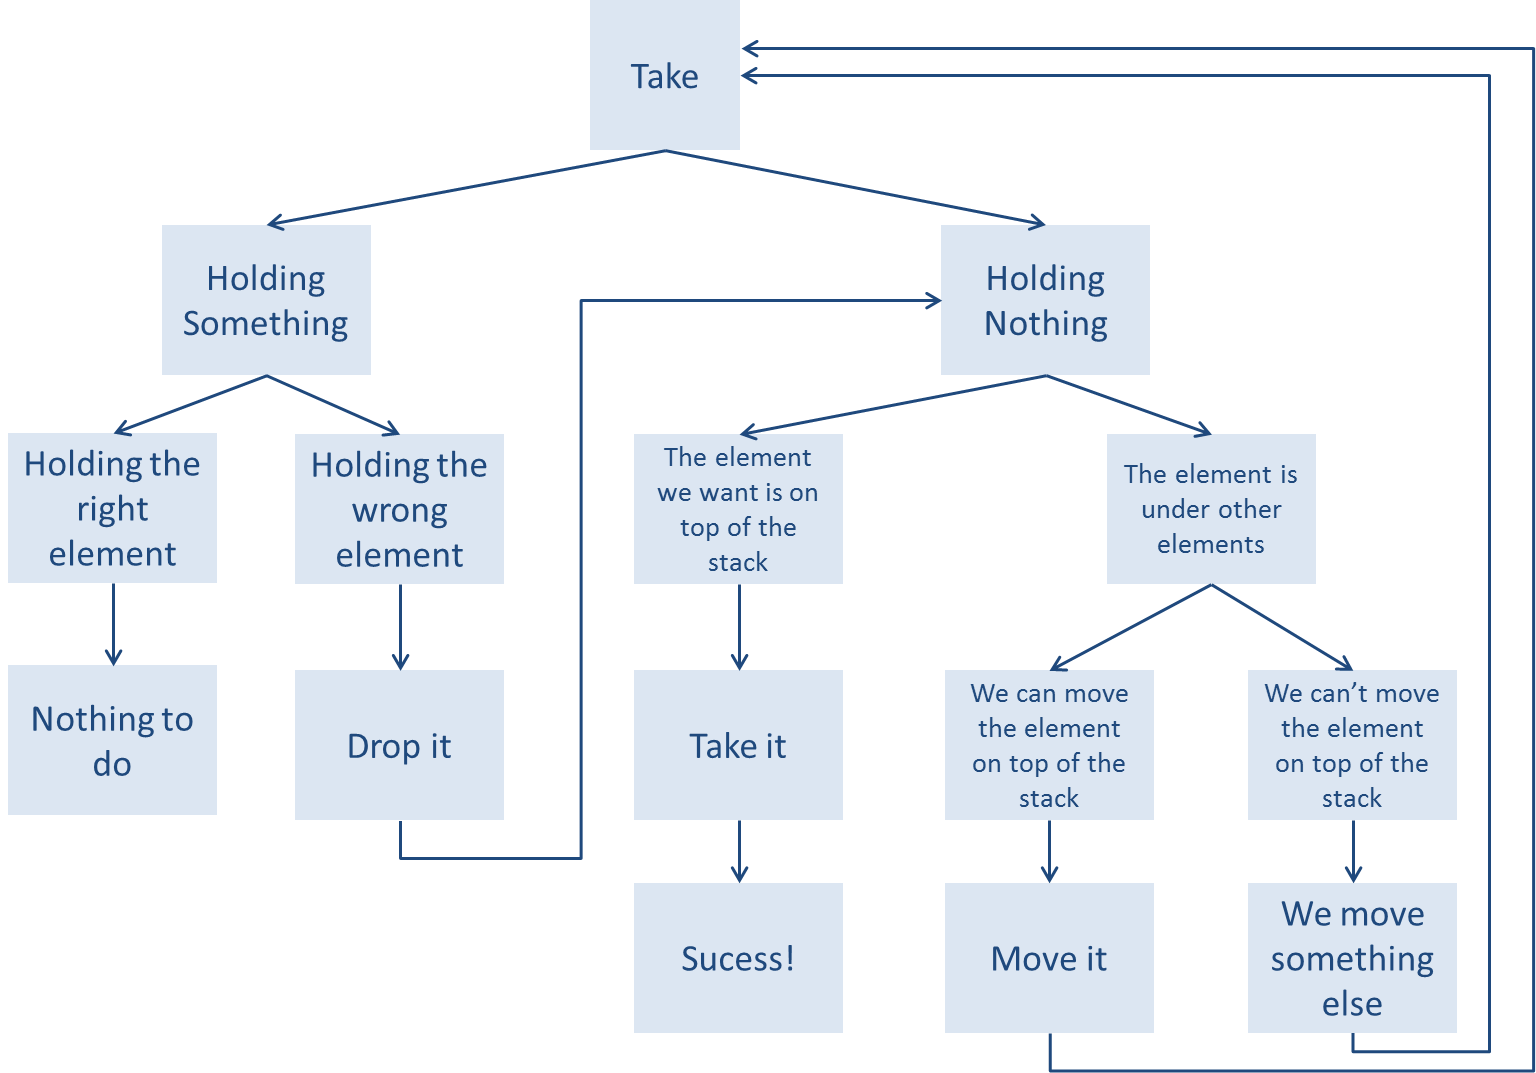 Take
Holding
Something
Holding
Nothing
Holding the
right
element
Holding the
wrong
element
The element
we want is on
top of the
stack
The element is
under other
elements
Nothing to
do
Drop it
Take it
We can move
the element
on top of the
stack
We can’t move
the element
on top of the
stack
Sucess!
Move it
We move
something
else